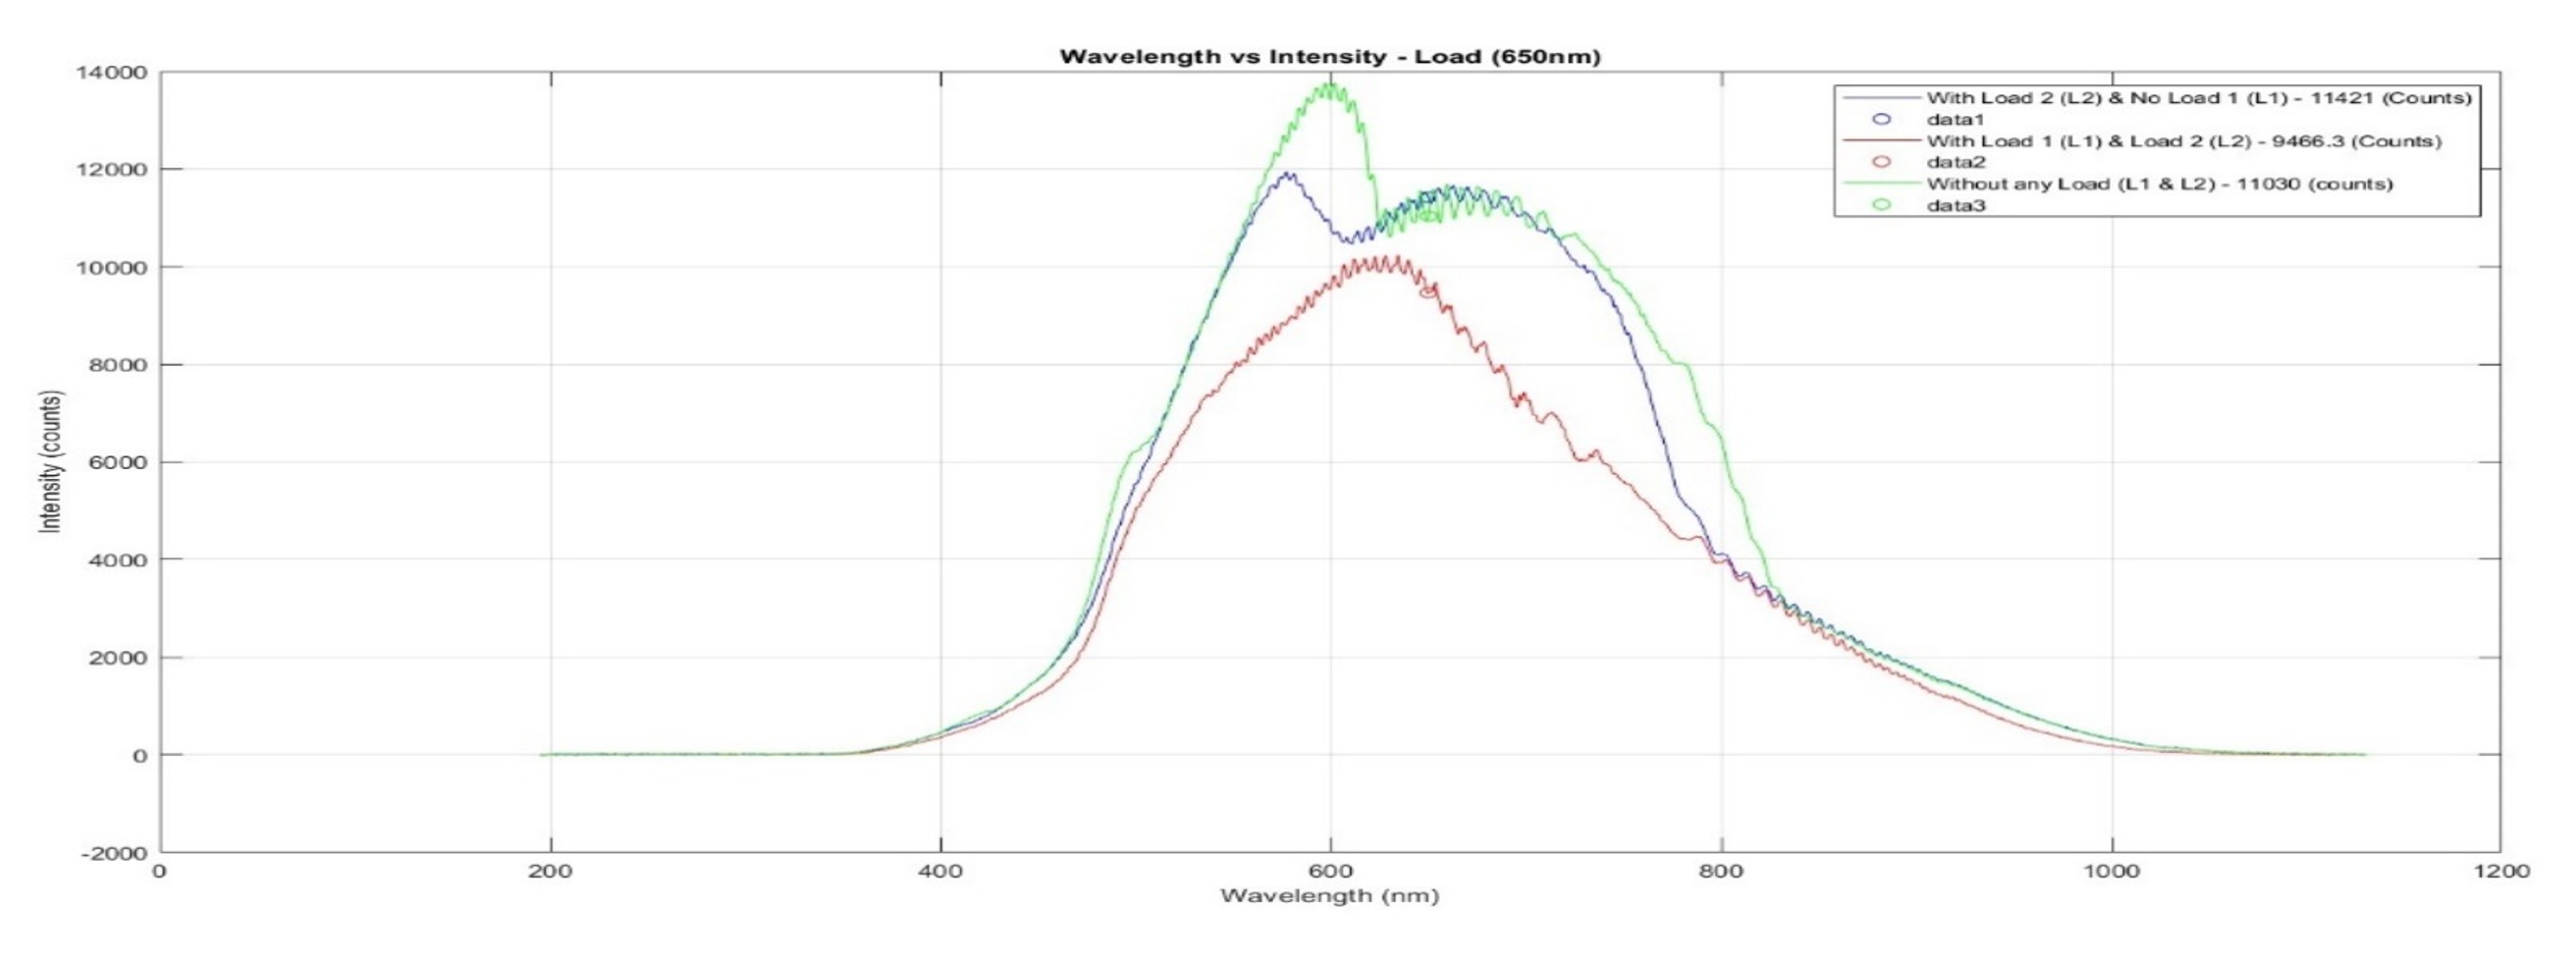 Wavelength vs Intensity - Load (650nm)
14000
12000
10000
8000
6000
4000
2000
0
-2000
Intensity (counts)
With Load 2 (L2) & No Load 1 (L1) - 11421 (Counts)
data1
With Load 1 (L1) & Load 2 (L2) - 9466.3 (Counts)
data2
Without any Load (L1 & L2) - 11030 (counts)
data3
0 200 400 600 800 1000 1200
Wavelength (nm)